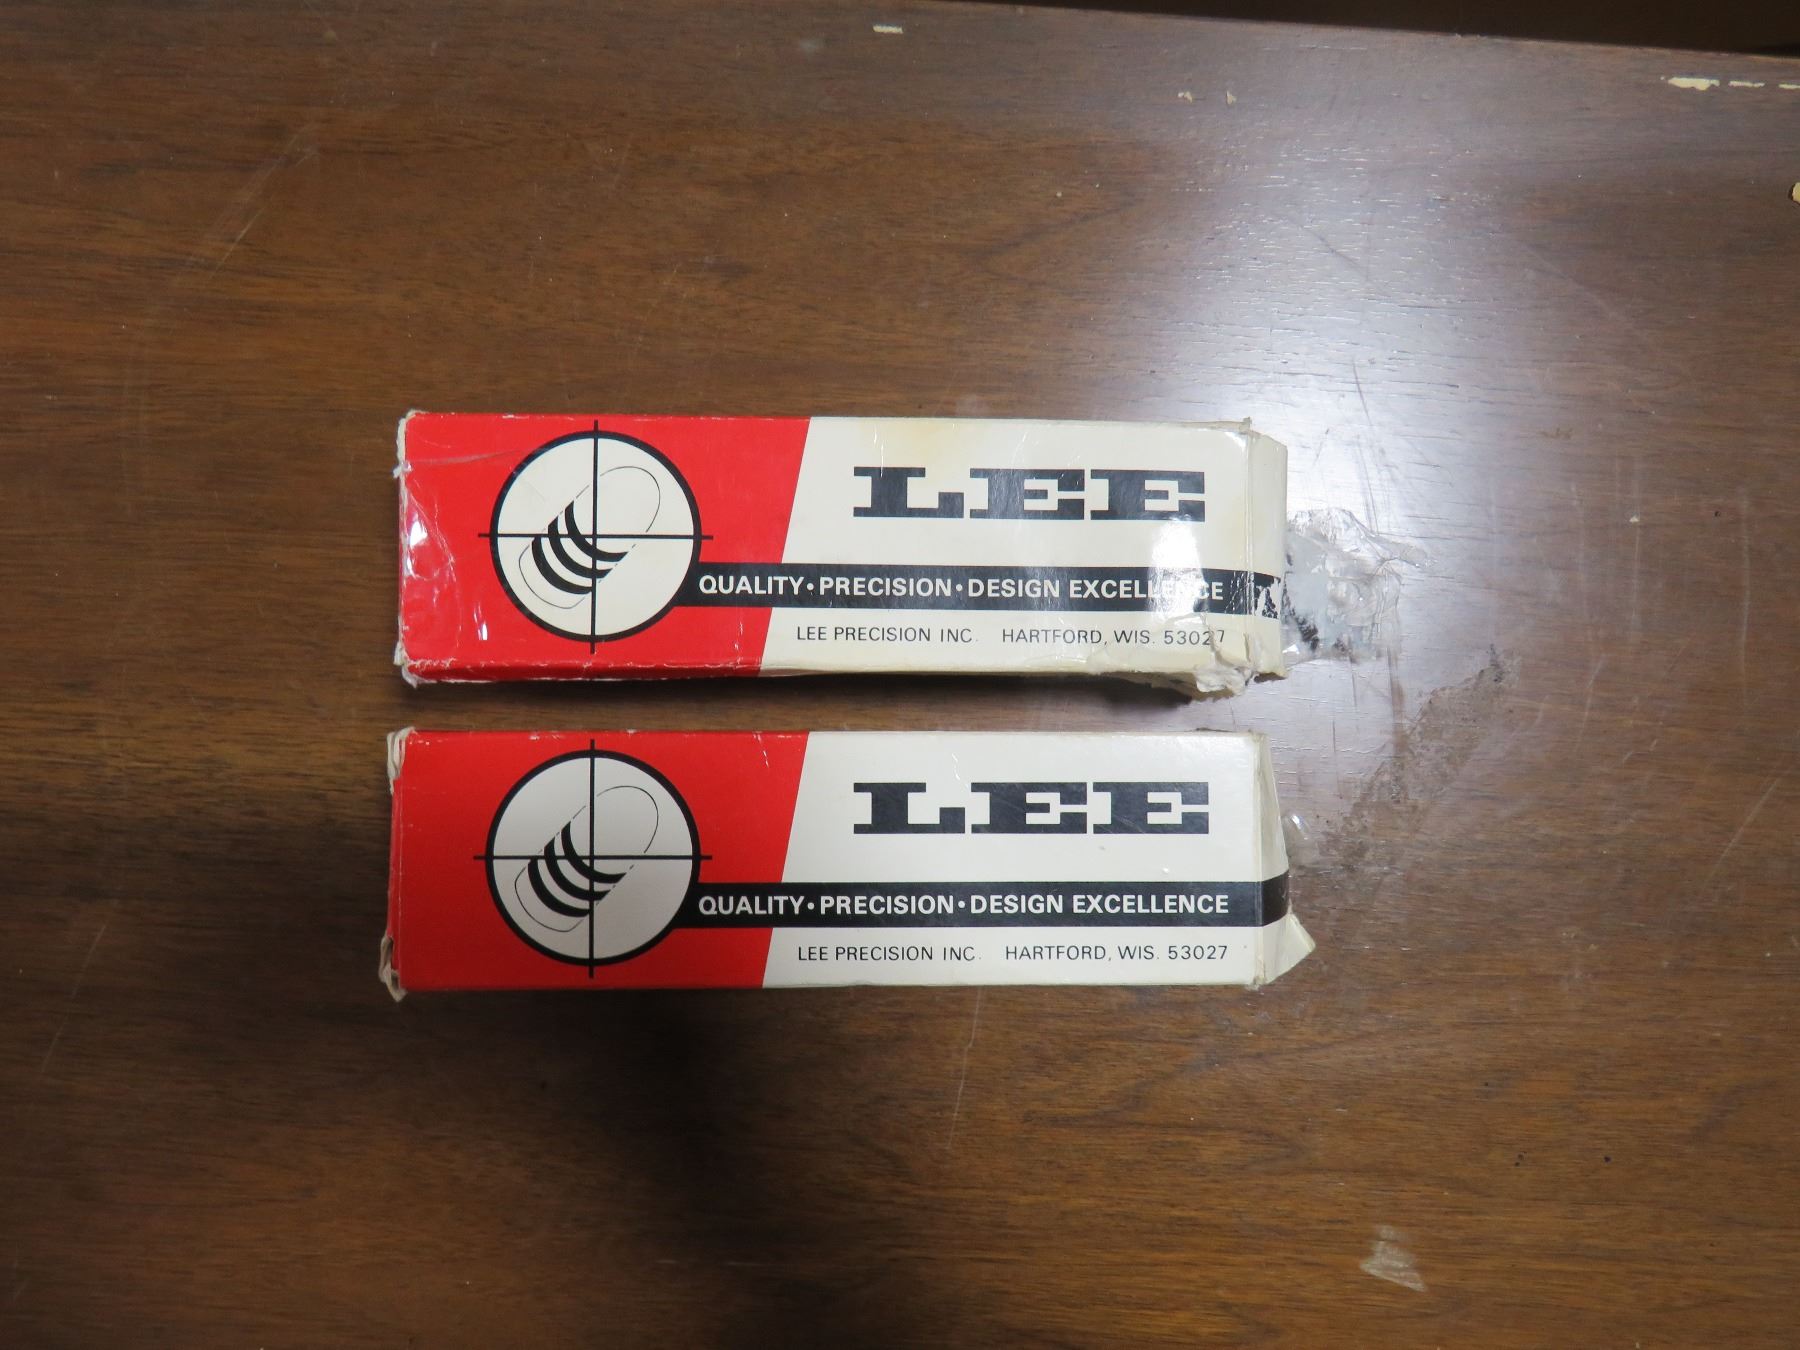 LEE
QUALITY•PRECISION•DESIGN EXCELLENCE
LEE PRECISION INC. HARTFORD, WIS. 53027
LEE
QUALITY•PRECISION•DESIGN EXCELLENCE
LEE PRECISION INC. HARTFORD, WIS. 53027